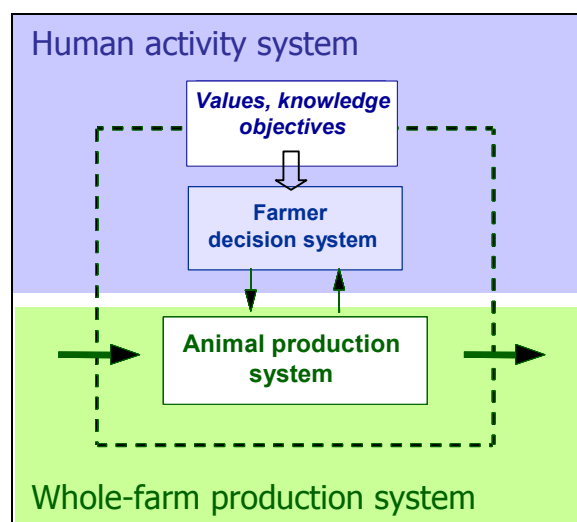 Human activity system
Values, knowledge
objectives
Farmer
decision system
Animal production
system
Whole-farm production system